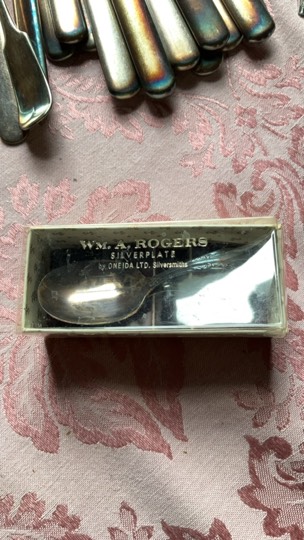 WM. A. ROGERS
SILVERPLATE
by ONEIDA LTD. Silversmiths